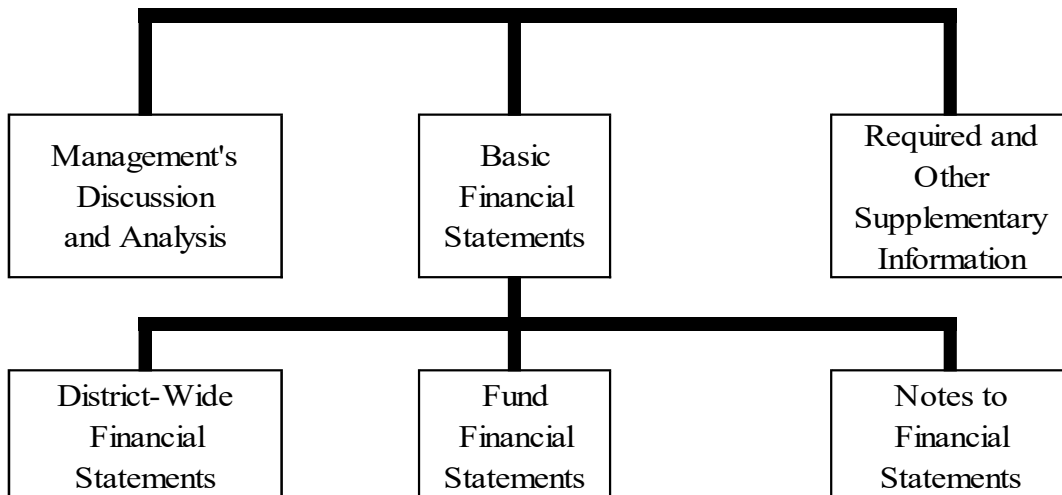 Management's
Discussion
and Analysis
Basic
Financial
Statements
Required and
Other
Supplementary
Information
District-Wide
Financial
Statements
Fund
Financial
Statements
Notes to
Financial
Statements